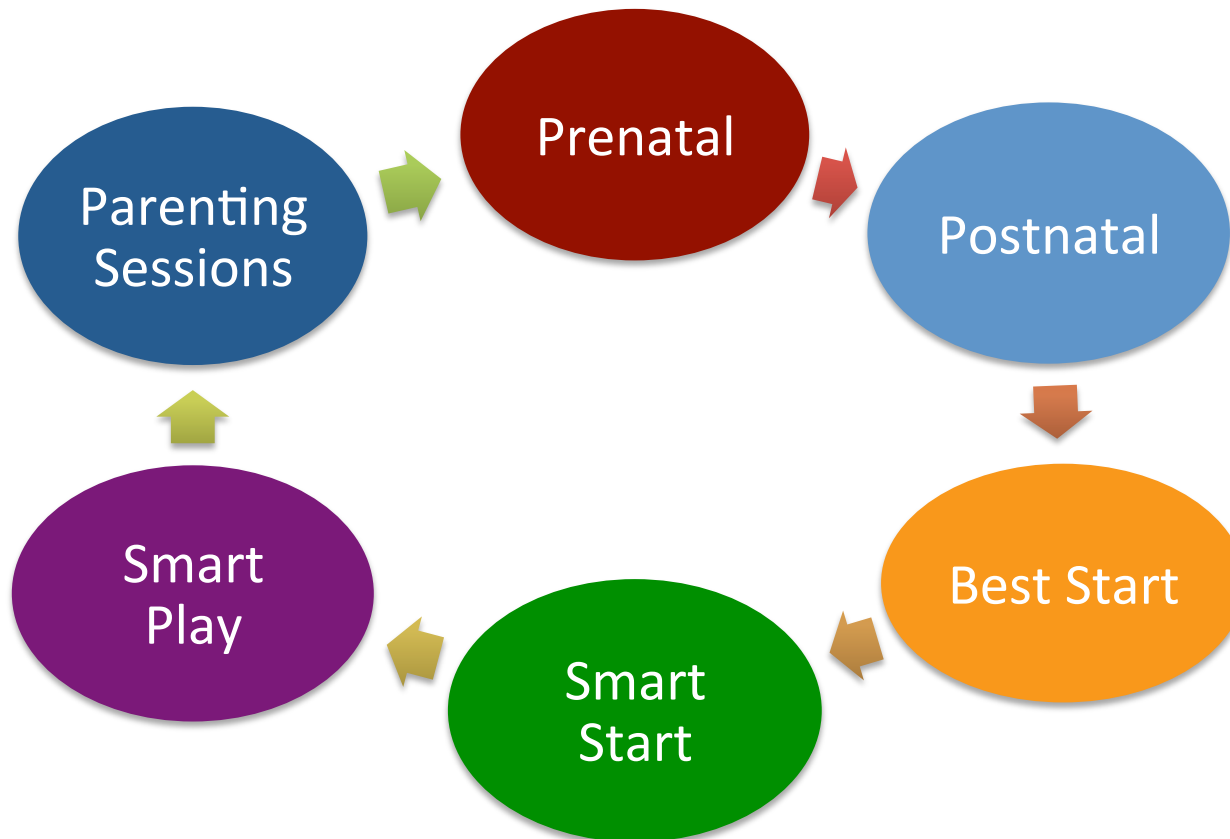 Prenatal
Postnatal
Best Start
Smart
Start
Smart
Play
Parenting
Sessions